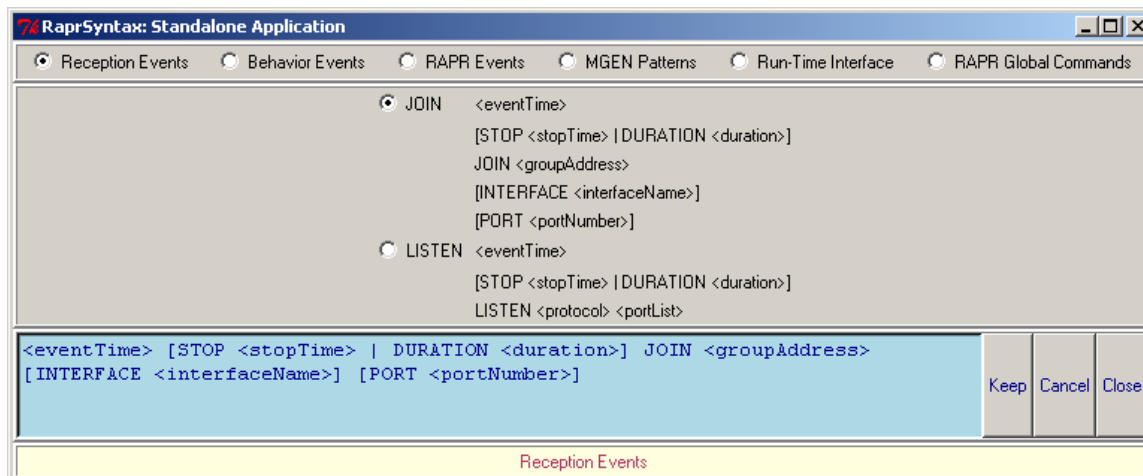 RaprSyntax: Standalone Application
Reception Events Behavior Events RAPR Events MGEN Patterns Run-Time Interface RAPR Global Commands
JOIN <eventTime>
[STOP <stopTime> | DURATION <duration>]
JOIN <groupAddress>
[INTERFACE <interfaceName>]
[PORT <portNumber>]
LISTEN <eventTime>
[STOP <stopTime> | DURATION <duration>]
LISTEN <protocol> <portList>
<eventTime> [STOP <stopTime> | DURATION <duration>] JOIN <groupAddress>
[INTERFACE <interfaceName>] [PORT <portNumber>]
Keep Cancel Close
Reception Events